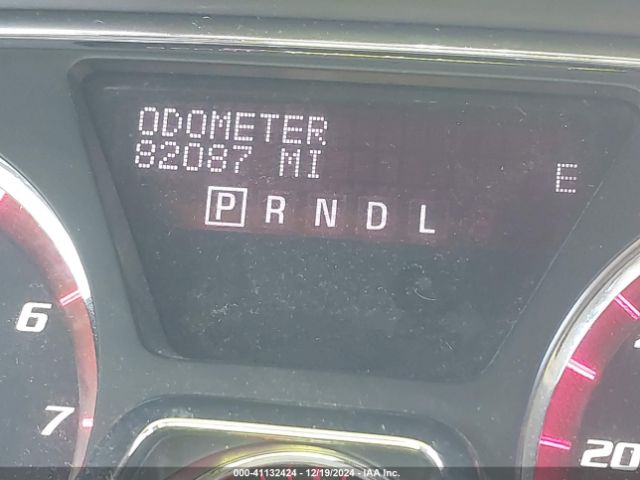 ODOMETER
82087 MI
E
P R N D L
6
7
20
000-41132424 - 12/19/2024 - IAA Inc.